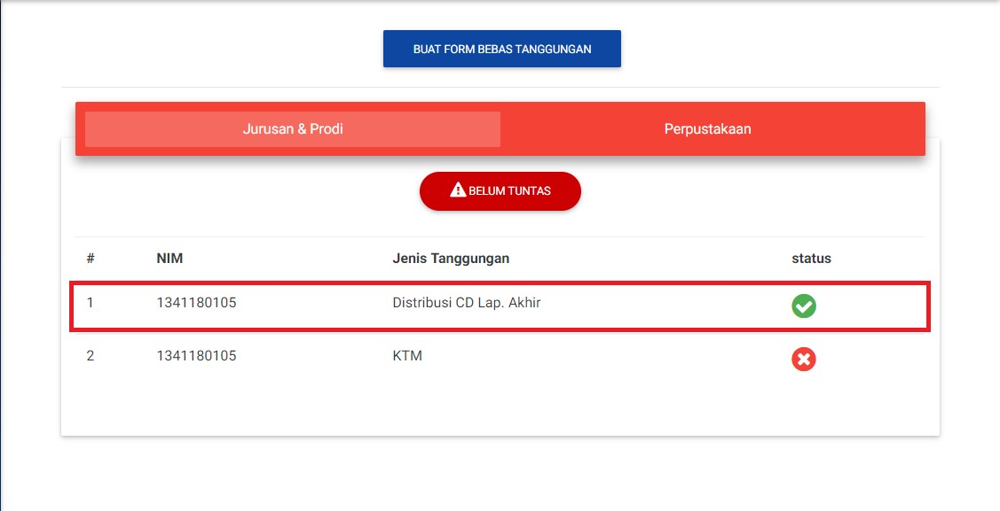 BUAT FORM BEBAS TANGGUNGAN
Jurusan & Prodi Perpustakaan
BELUM TUNTAS
# NIM Jenis Tanggungan status
1 1341180105 Distribusi CD Lap. Akhir
2 1341180105 KTM